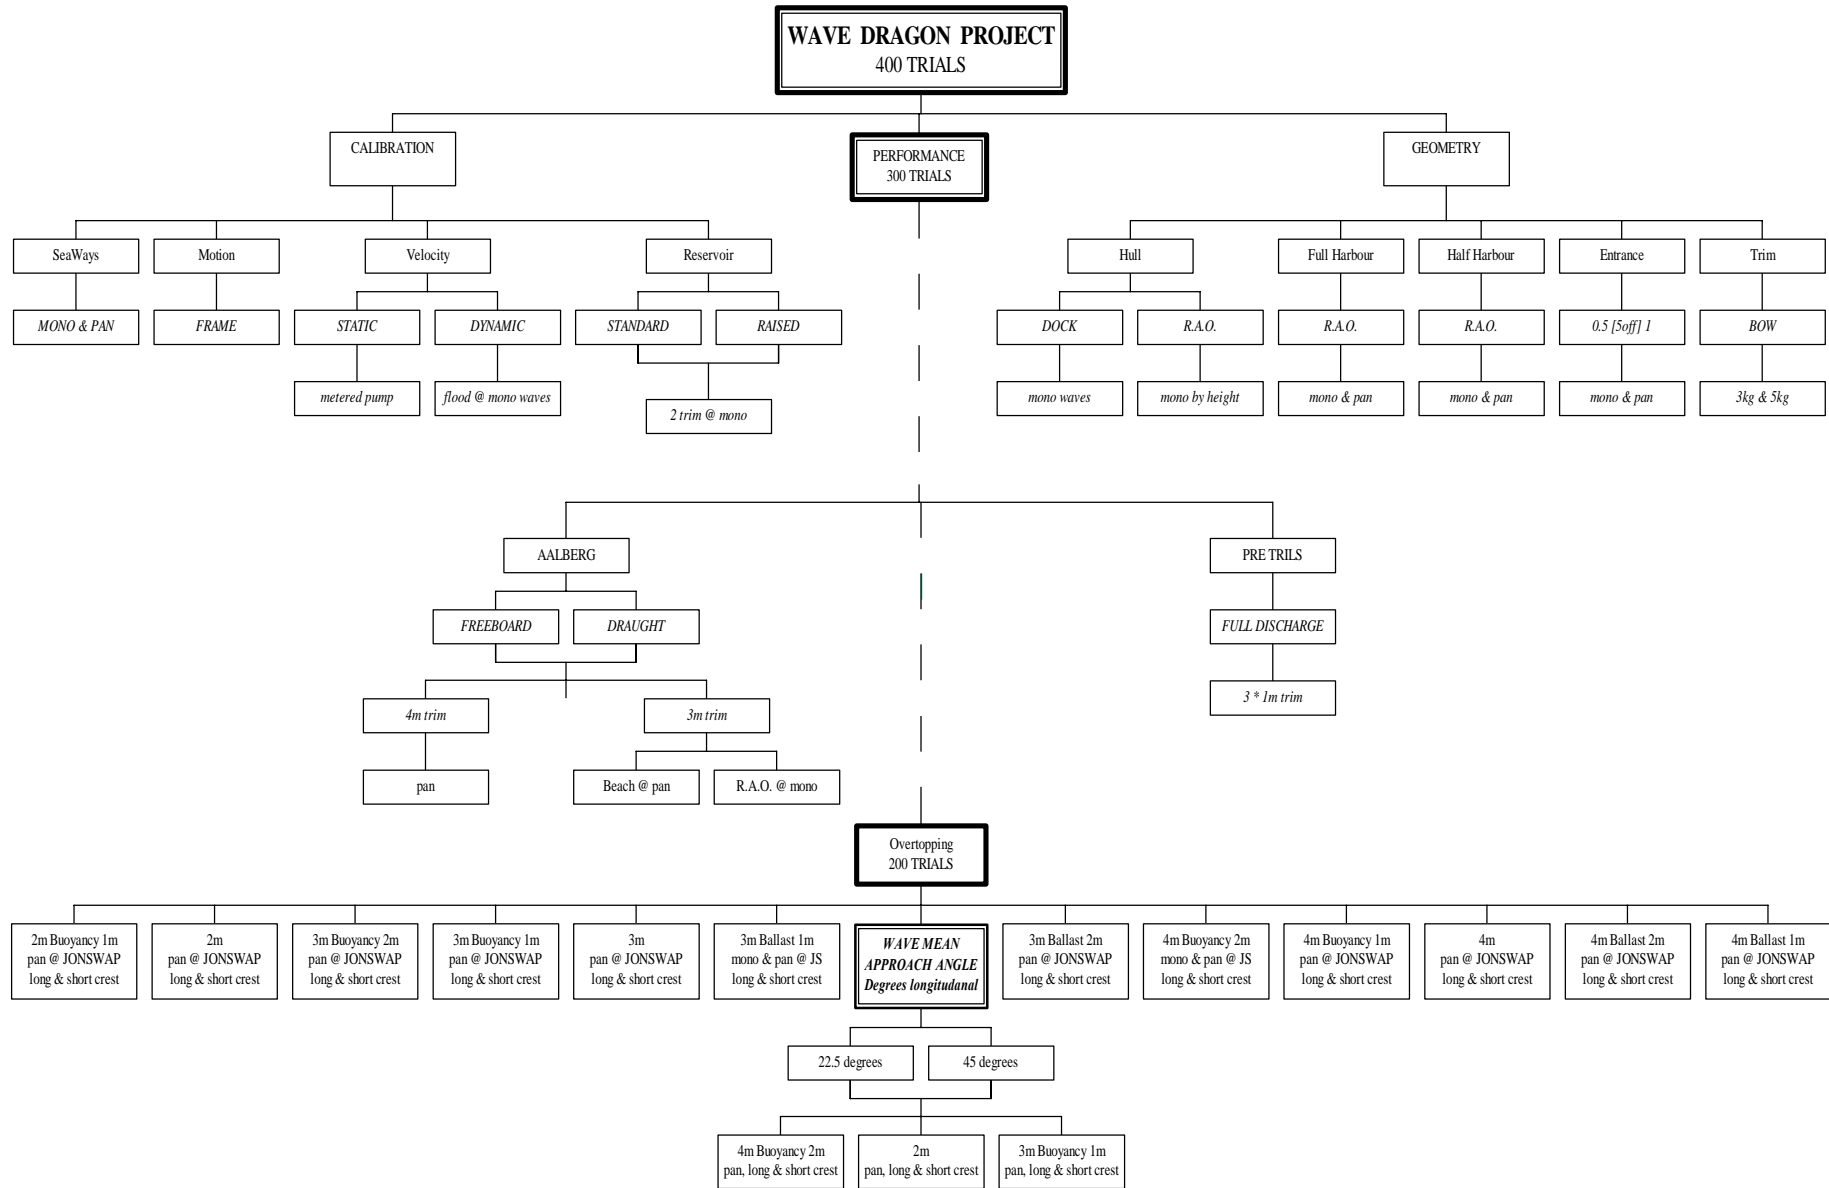 WAVE DRAGON PROJECT
400 TRIALS
CALIBRATION
PERFORMANCE
300 TRIALS
GEOMETRY
SeaWays
Motion
Velocity
Reservoir
Hull
Full Harbour
Half Harbour
Entrance
Trim
MONO & PAN
FRAME
STATIC
DYNAMIC
STANDARD
RAISED
DOCK
R.A.O.
R.A.O.
R.A.O.
0.5 [5off] 1
BOW
metered pump
flood @ mono waves
2 trim @ mono
mono waves
mono by height
mono & pan
mono & pan
mono & pan
3kg & 5kg
AALBERG
PRE TRILS
FREEBOARD
DRAUGHT
FULL DISCHARGE
4m trim
3m trim
3 * 1m trim
pan
Beach @ pan
R.A.O. @ mono
Overtopping
200 TRIALS
2m Buoyancy 1m
pan @ JONSWAP
long & short crest
2m
pan @ JONSWAP
long & short crest
3m Buoyancy 2m
pan @ JONSWAP
long & short crest
3m Buoyancy 1m
pan @ JONSWAP
long & short crest
3m
pan @ JONSWAP
long & short crest
3m Ballast 1m
mono & pan @ JS
long & short crest
WAVE MEAN
APPROACH ANGLE
Degrees longitudanal
3m Ballast 2m
pan @ JONSWAP
long & short crest
4m Buoyancy 2m
mono & pan @ JS
long & short crest
4m Buoyancy 1m
pan @ JONSWAP
long & short crest
4m
pan @ JONSWAP
long & short crest
4m Ballast 2m
pan @ JONSWAP
long & short crest
4m Ballast 1m
pan @ JONSWAP
long & short crest
22.5 degrees
45 degrees
4m Buoyancy 2m
pan, long & short crest
2m
pan, long & short crest
3m Buoyancy 1m
pan, long & short crest